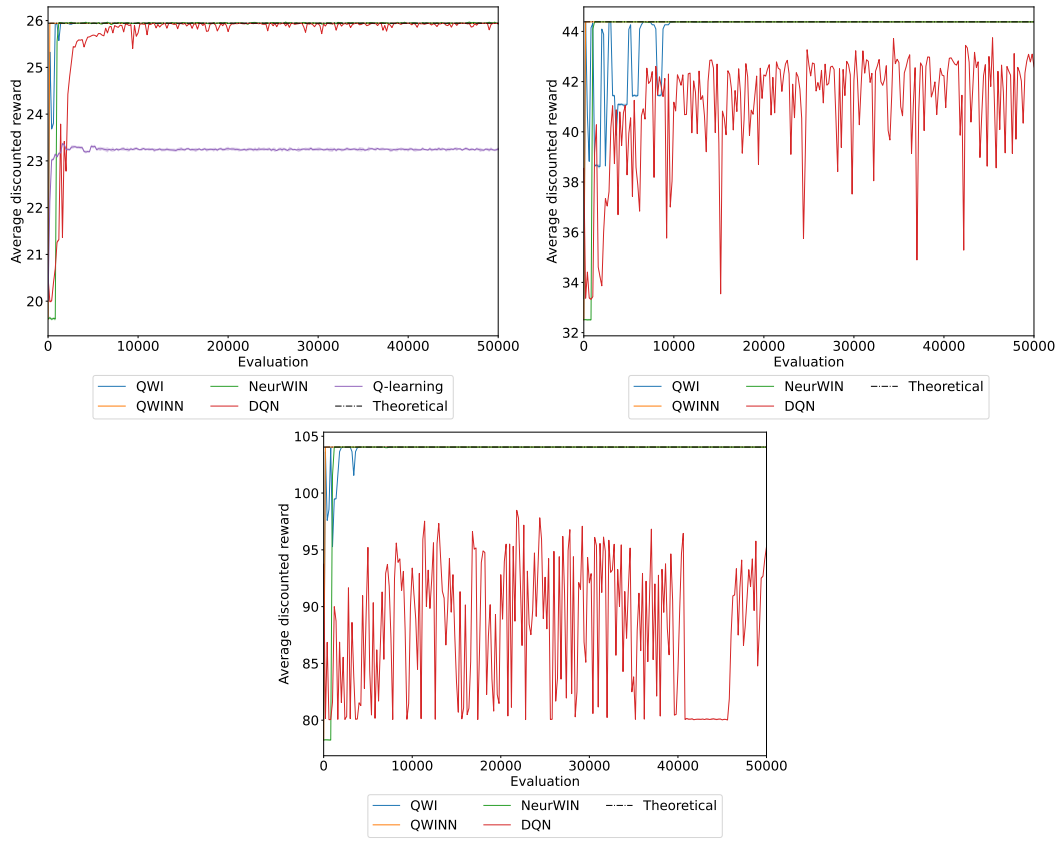 26
25
24
23
22
21
20
Average discounted reward
0 10000 20000 30000 40000 50000
Evaluation
QWI NeurWIN Q-learning
QWINN DQN Theoretical
44
42
40
38
36
34
32
Average discounted reward
0 10000 20000 30000 40000 50000
Evaluation
QWI NeurWIN Theoretical
QWINN DQN
105
100
95
90
85
80
Average discounted reward
0 10000 20000 30000 40000 50000
Evaluation
QWI NeurWIN Theoretical
QWINN DQN